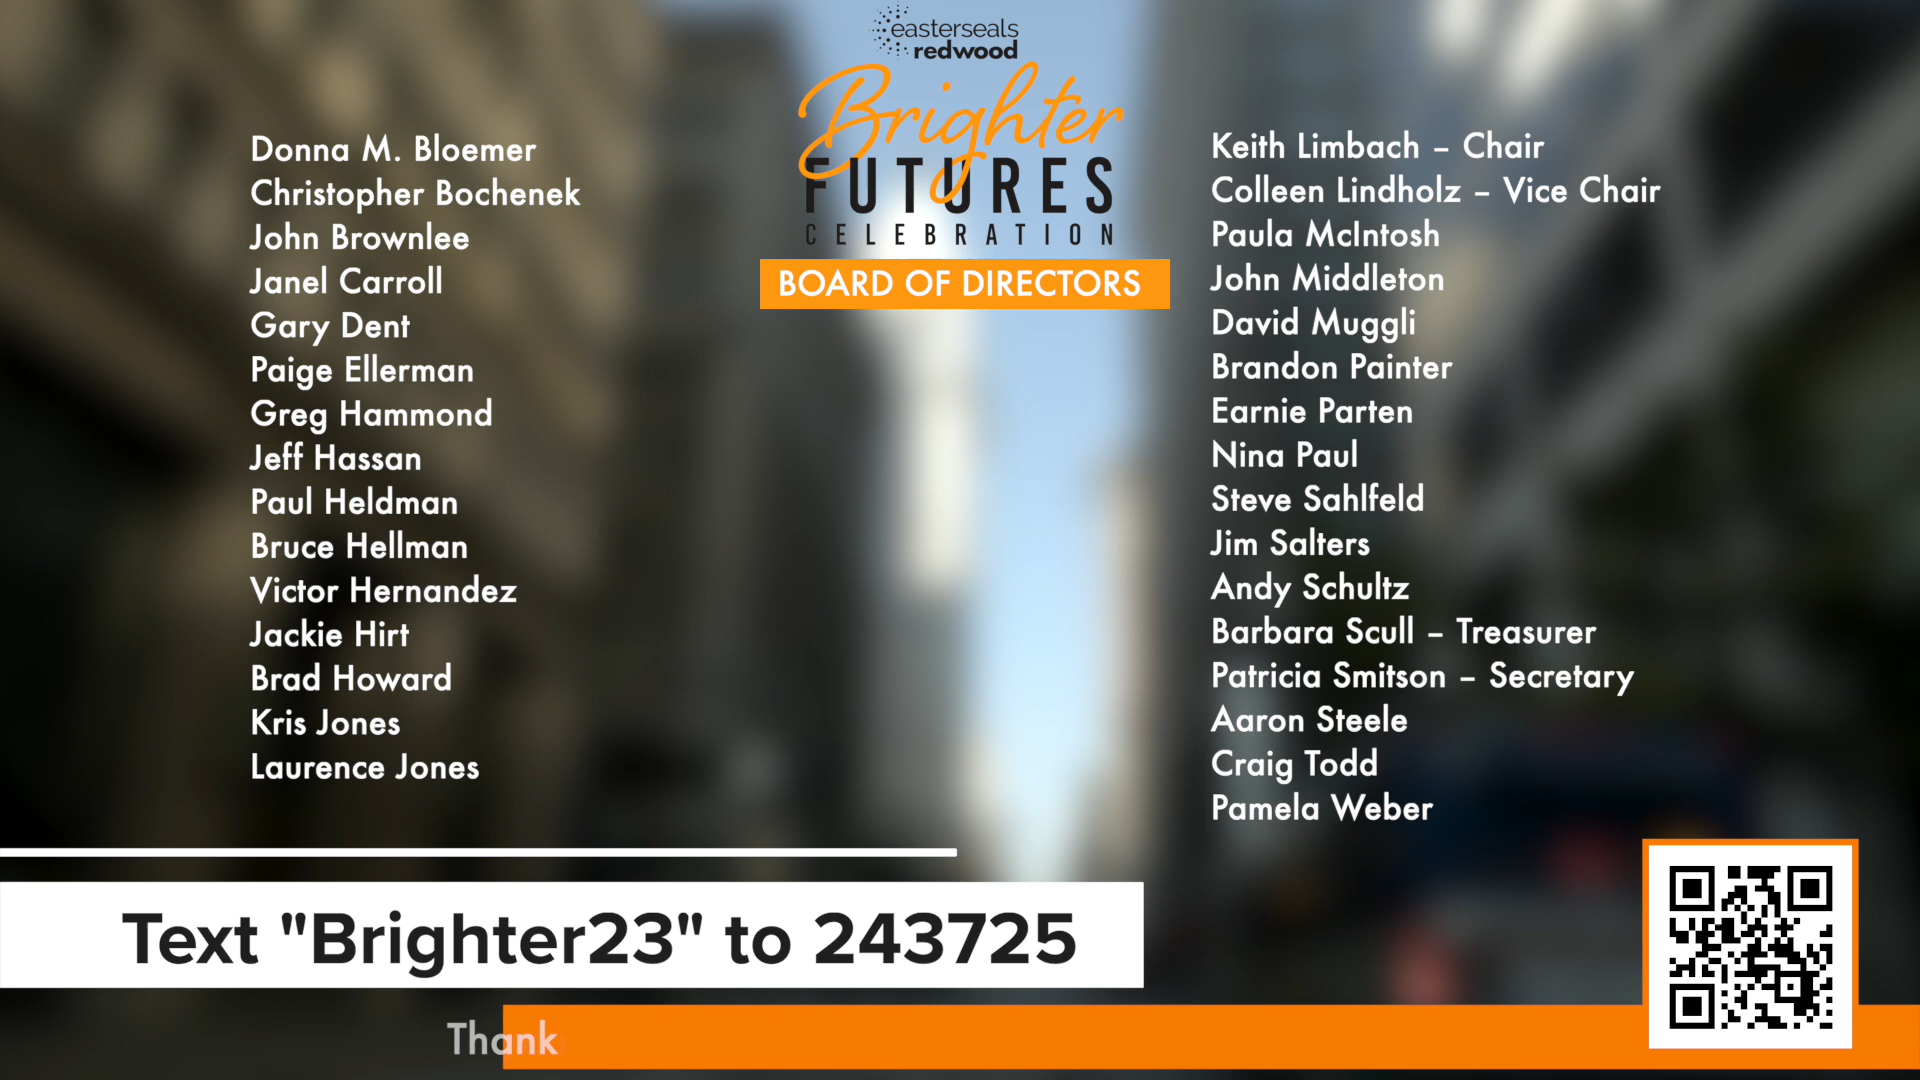 easterseals
redwood
Brighter
FUTURES
CELEBRATION
BOARD OF DIRECTORS
Donna M. Bloemer
Christopher Bochenek
John Brownlee
Janel Carroll
Gary Dent
Paige Ellerman
Greg Hammond
Jeff Hassan
Paul Heldman
Bruce Hellman
Victor Hernandez
Jackie Hirt
Brad Howard
Kris Jones
Laurence Jones
Keith Limbach – Chair
Colleen Lindholz – Vice Chair
Paula McIntosh
John Middleton
David Muggli
Brandon Painter
Earnie Parten
Nina Paul
Steve Sahlfeld
Jim Salters
Andy Schultz
Barbara Scull – Treasurer
Patricia Smitson – Secretary
Aaron Steele
Craig Todd
Pamela Weber
Text "Brighter23" to 243725
Thank